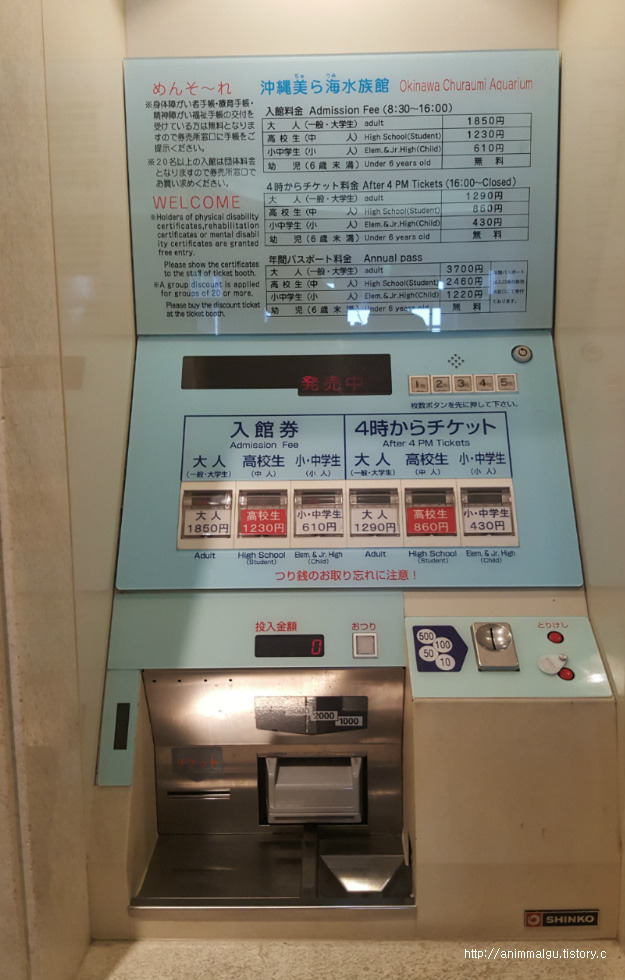 めんそ〜れ
※身体障がい者手帳・療育手帳・
精神障がい福祉手帳の交付を
受けている方は無料となりま
すので券売所窓口に手帳をご
提示ください。
※20名以上の入館は団体料金
となりますので券売所窓口で
お買い求めください。
WELCOME
※Holders of physical disability
certificates,rehabilitation
certificates or mental disabil
ity certificates are granted
free entry.
Please show the certificates
to the staff of ticket booth.
※A group discount is applied
for groups of 20 or more.
Please buy the discount ticket
at the ticket booth.
ちゅ うみ
沖縄美ら海水族館 Okinawa Churaumi Aquarium
入館料金 Admission Fee (8:30~16:00)
大 人(一般・大学生) adult 1850円
高 校 生(中 人) High School(Student) 1230円
小中学生(小 人) Elem.&Jr.High(Child) 610円
幼 児(6歳未満) Under 6 years old 無 料
4時からチケット料金 After 4 PM Tickets (16:00~Closed)
大 人(一般・大学生) adult 1290円
高 校 生(中 人) High School(Student) 860円
小中学生(小 人) Elem.&Jr.High(Child) 430円
幼 児(6歳未満) Under 6 years old 無 料
年間パスポート料金 Annual pass
大 人(一般・大学生) adult 3700円
高 校 生(中 人) High School(Student) 2460円
小中学生(小 人) Elem.&Jr.High(Child) 1220円
幼 児(6歳未満) Under 6 years old 無 料
発売中
1 2 3 4 5
枚数ボタンを先に押して下さい。
入館券 4時からチケット
Admission Fee After 4 PM Tickets
大人 高校生 小・中学生 大人 高校生 小・中学生
(一般・大学生) (中 人) (小 人) (一般・大学生) (中 人) (小 人)
大人 高校生 小・中学生 大人 高校生 小・中学生
1850円 1230円 610円 1290円 860円 430円
Adult High School Elem. & Jr. High Adult High School Elem. & Jr. High
(Student) (Child) (Student) (Child)
つり銭のお取り忘れに注意!
投入金額 0 おつり
500 100 50 10
とりけし
2000 1000
チケット
SHINKO
http://animmalgu.tistory.c